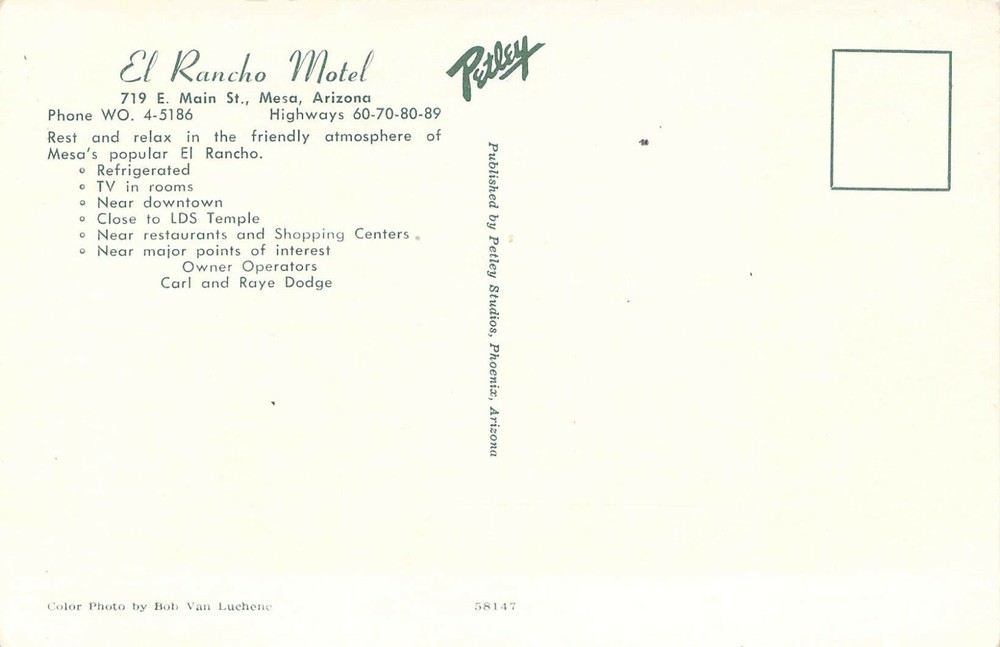 El Rancho Motel
719 E. Main St., Mesa, Arizona
Phone WO. 4-5186 Highways 60-70-80-89
Rest and relax in the friendly atmosphere of
Mesa's popular El Rancho.
° Refrigerated
° TV in rooms
° Near downtown
° Close to LDS Temple
° Near restaurants and Shopping Centers
° Near major points of interest
Owner Operators
Carl and Raye Dodge
Petley
Published by Petley Studios, Phoenix, Arizona
Color Photo by Bob Van Luchene
58147